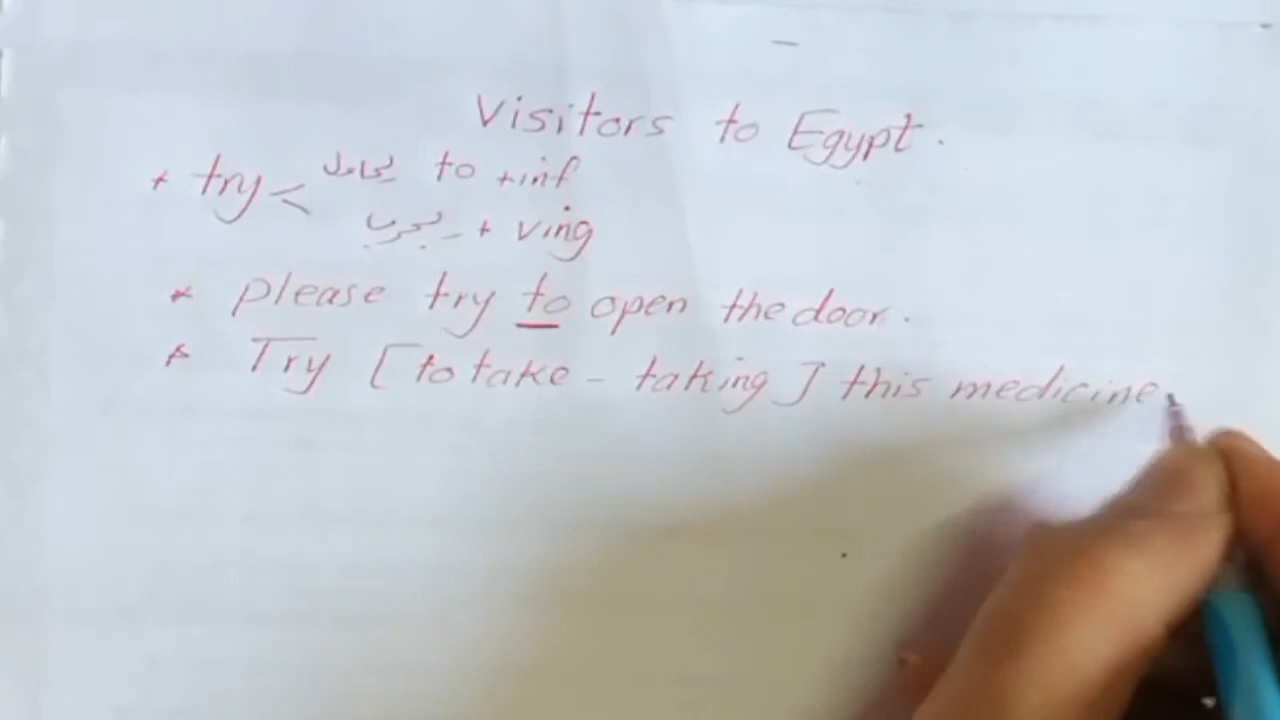 Visitors to Egypt.
+ try < يحاول to +inf
يجرب + ving
* please try to open the door.
* Try [to take - taking] this medicine